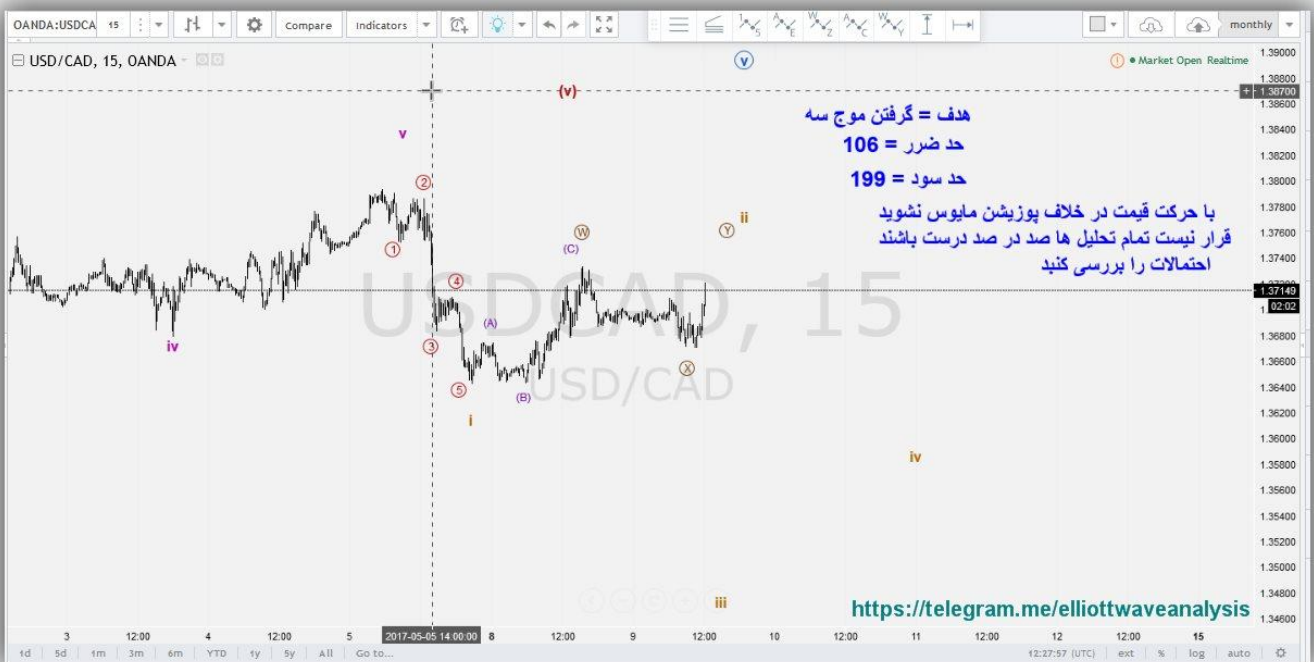 OANDA:USDCA 15 Compare Indicators monthly
USD/CAD, 15, OANDA
Market Open Realtime
USDCAD, 15
USD/CAD
هدف = گرفتن موج سه
حد ضرر = 106
حد سود = 199
با حرکت قیمت در خلاف پوزیشن مایوس نشوید
قرار نیست تمام تحلیل ها صد در صد درست باشند
احتمالات را بررسی کنید
v
(v)
v
2
1
iv
4
3
5
i
(A)
(B)
(C)
W
X
Y
ii
iv
iii
1.39000
1.38800
1.38700
1.38600
1.38400
1.38200
1.38000
1.37800
1.37600
1.37400
1.37149
02:02
1.36800
1.36600
1.36400
1.36200
1.36000
1.35800
1.35600
1.35400
1.35200
1.35000
1.34800
1.34600
https://telegram.me/elliottwaveanalysis
3 12:00 4 12:00 5 2017-05-05 14:00:00 8 12:00 9 12:00 10 12:00 11 12:00 12 12:00 15
1d 5d 1m 3m 6m YTD 1y 5y All Go to... 12:27:57 (UTC) ext % log auto